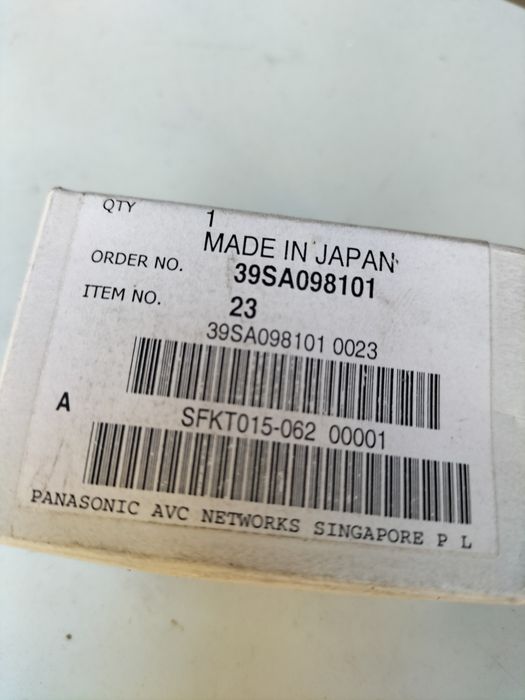 QTY 1
MADE IN JAPAN
ORDER NO. 39SA098101
ITEM NO. 23
39SA098101 0023
A
SFKT015-062 00001
PANASONIC AVC NETWORKS SINGAPORE P L